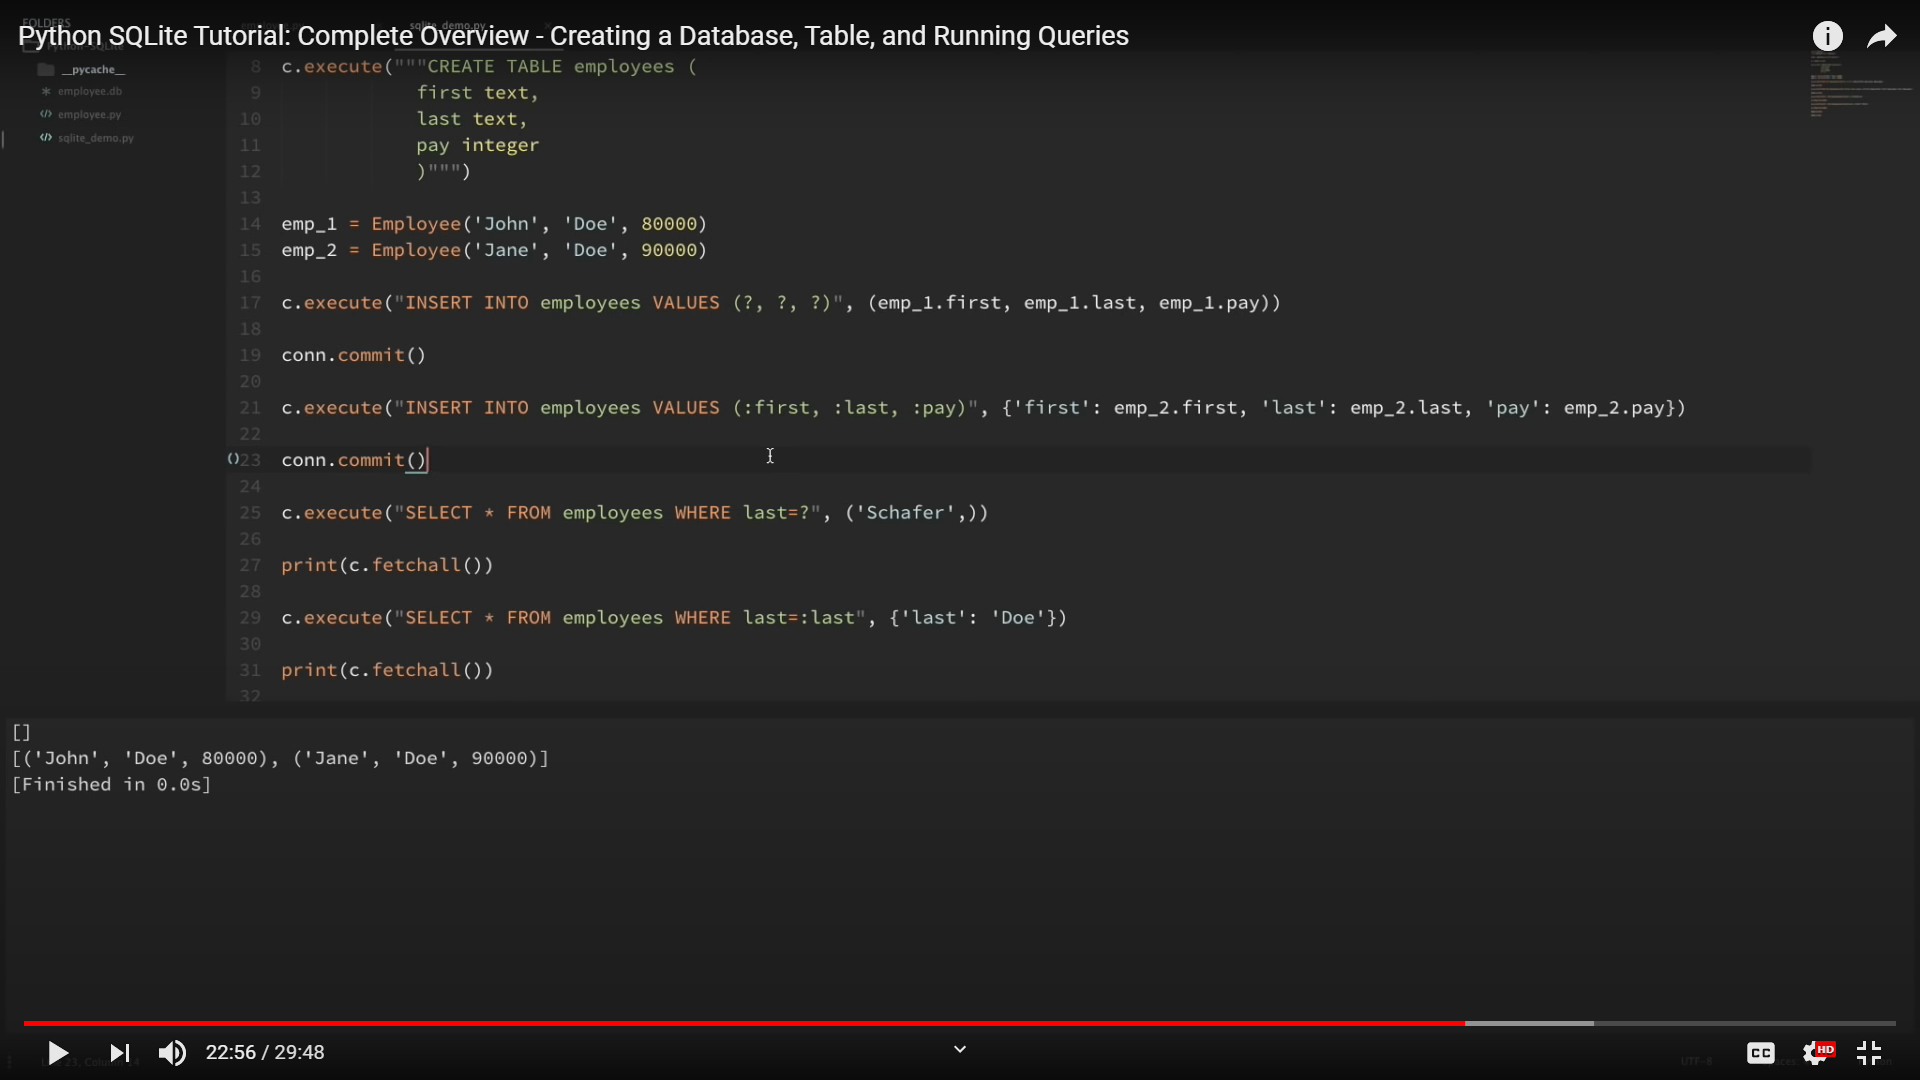 FOLDERS
sqlite_demo.py
Python SQLite Tutorial: Complete Overview - Creating a Database, Table, and Running Queries
__pycache__
employee.db
employee.py
sqlite_demo.py
8 c.execute("""CREATE TABLE employees (
9 first text,
10 last text,
11 pay integer
12 )""")
13
14 emp_1 = Employee('John', 'Doe', 80000)
15 emp_2 = Employee('Jane', 'Doe', 90000)
16
17 c.execute("INSERT INTO employees VALUES (?, ?, ?)", (emp_1.first, emp_1.last, emp_1.pay))
18
19 conn.commit()
20
21 c.execute("INSERT INTO employees VALUES (:first, :last, :pay)", {'first': emp_2.first, 'last': emp_2.last, 'pay': emp_2.pay})
22
23 conn.commit()
24
25 c.execute("SELECT * FROM employees WHERE last=?", ('Schafer',))
26
27 print(c.fetchall())
28
29 c.execute("SELECT * FROM employees WHERE last=:last", {'last': 'Doe'})
30
31 print(c.fetchall())
32
[]
[('John', 'Doe', 80000), ('Jane', 'Doe', 90000)]
[Finished in 0.0s]
22:56 / 29:48
CC
HD
UTF-8